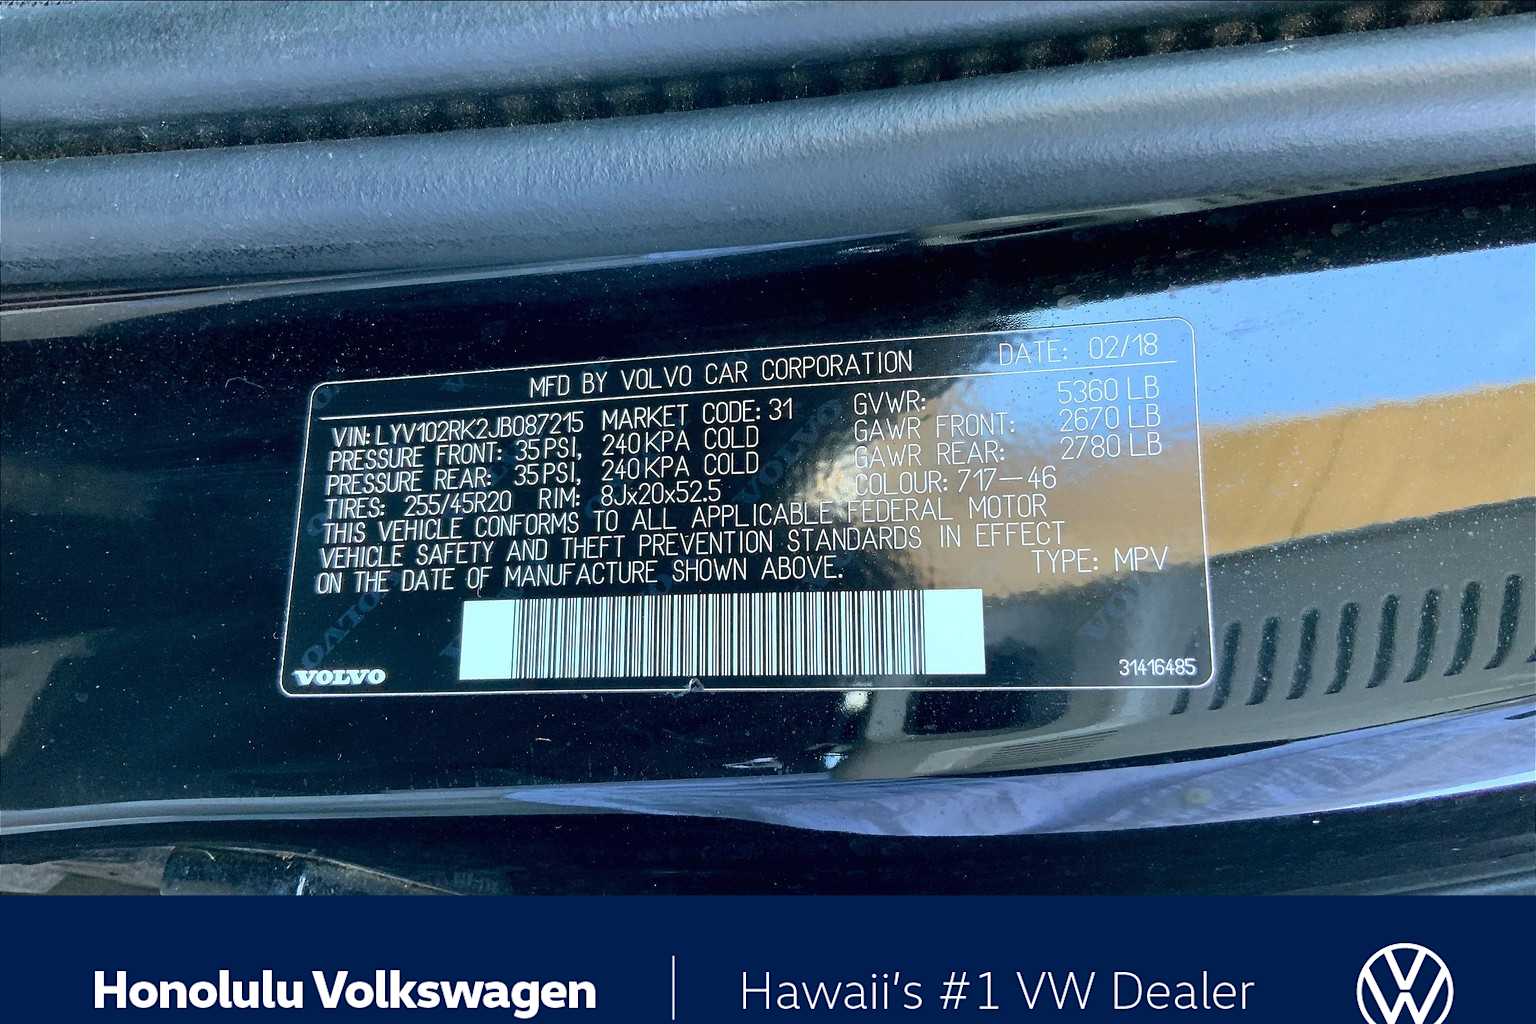 MFD BY VOLVO CAR CORPORATION DATE: 02/18
VIN: LYV102RK2JB087215 MARKET CODE: 31 GVWR: 5360 LB
PRESSURE FRONT: 35 PSI, 240 KPA COLD GAWR FRONT: 2670 LB
PRESSURE REAR: 35 PSI, 240 KPA COLD GAWR REAR: 2780 LB
TIRES: 255/45R20 RIM: 8Jx20x52.5 COLOUR: 717-46
THIS VEHICLE CONFORMS TO ALL APPLICABLE FEDERAL MOTOR
VEHICLE SAFETY AND THEFT PREVENTION STANDARDS IN EFFECT
ON THE DATE OF MANUFACTURE SHOWN ABOVE. TYPE: MPV
VOLVO 31416485
Honolulu Volkswagen | Hawaii's #1 VW Dealer